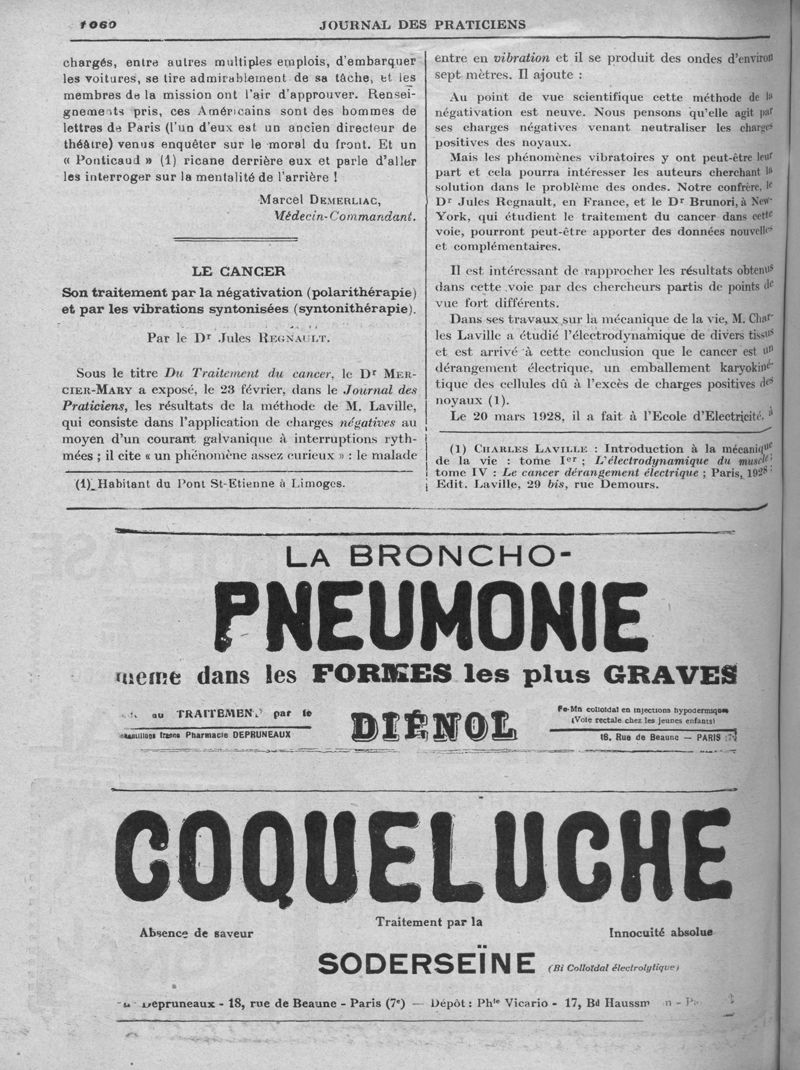 1060
JOURNAL DES PRATICIENS
chargés, entre autres multiples emplois, d'embarquer
les voitures, se tire admirablement de sa tâche, et les
membres de la mission ont l'air d'approuver. Rensei-
gnements pris, ces Américains sont des hommes de
lettres de Paris (l'un d'eux est un ancien directeur de
théâtre) venus enquêter sur le moral du front. Et un
« Ponticaud » (1) ricane derrière eux et parle d'aller
les interroger sur la mentalité de l'arrière !
Marcel DEMERLIAC,
Médecin-Commandant.
LE CANCER
Son traitement par la négativation (polarithérapie)
et par les vibrations syntonisées (syntonithérapie).
Par le Dr Jules REGNAULT.
Sous le titre Du Traitement du cancer, le Dr MER-
CIER-MARY a exposé, le 23 février, dans le Journal des
Praticiens, les résultats de la méthode de M. Laville,
qui consiste dans l'application de charges négatives au
moyen d'un courant galvanique à interruptions ryth-
mées ; il cite « un phénomène assez curieux » : le malade
(1) Habitant du Pont St-Etienne à Limoges.
entre en vibration et il se produit des ondes d'environ
sept mètres. Il ajoute :
Au point de vue scientifique cette méthode de la
négativation est neuve. Nous pensons qu'elle agit par
ses charges négatives venant neutraliser les charges
positives des noyaux.
Mais les phénomènes vibratoires y ont peut-être leur
part et cela pourra intéresser les auteurs cherchant la
solution dans le problème des ondes. Notre confrère, le
Dr Jules Regnault, en France, et le Dr Brunori, à New-
York, qui étudient le traitement du cancer dans cette
voie, pourront peut-être apporter des données nouvelles
et complémentaires.
Il est intéressant de rapprocher les résultats obtenus
dans cette voie par des chercheurs partis de points de
vue fort différents.
Dans ses travaux sur la mécanique de la vie, M. Char-
les Laville a étudié l'électrodynamique de divers tissus
et est arrivé à cette conclusion que le cancer est un
dérangement électrique, un emballement karyokiné-
tique des cellules dû à l'excès de charges positives des
noyaux (1).
Le 20 mars 1928, il a fait à l'Ecole d'Electricité, à
(1) CHARLES LAVILLE : Introduction à la mécanique
de la vie : tome Ier ; L'électrodynamique du muscle ;
tome IV : Le cancer dérangement électrique ; Paris, 1928 ;
Edit. Laville, 29 bis, rue Demours.
LA BRONCHO-
PNEUMONIE
meme dans les FORMES les plus GRAVES
au TRAITEMENT par le
DIÉNOL
Fe-Mn colloïdal en injections hypodermiques
(Voie rectale chez les jeunes enfants)
Pharmacie DEPRUNEAUX
18, Rue de Beaune — PARIS
COQUELUCHE
Traitement par la
Absence de saveur
Innocuité absolue
SODERSEÏNE (Bi Colloïdal électrolytique)
Depruneaux - 18, rue de Beaune - Paris (7e) — Dépôt : Phie Vicario - 17, Bd